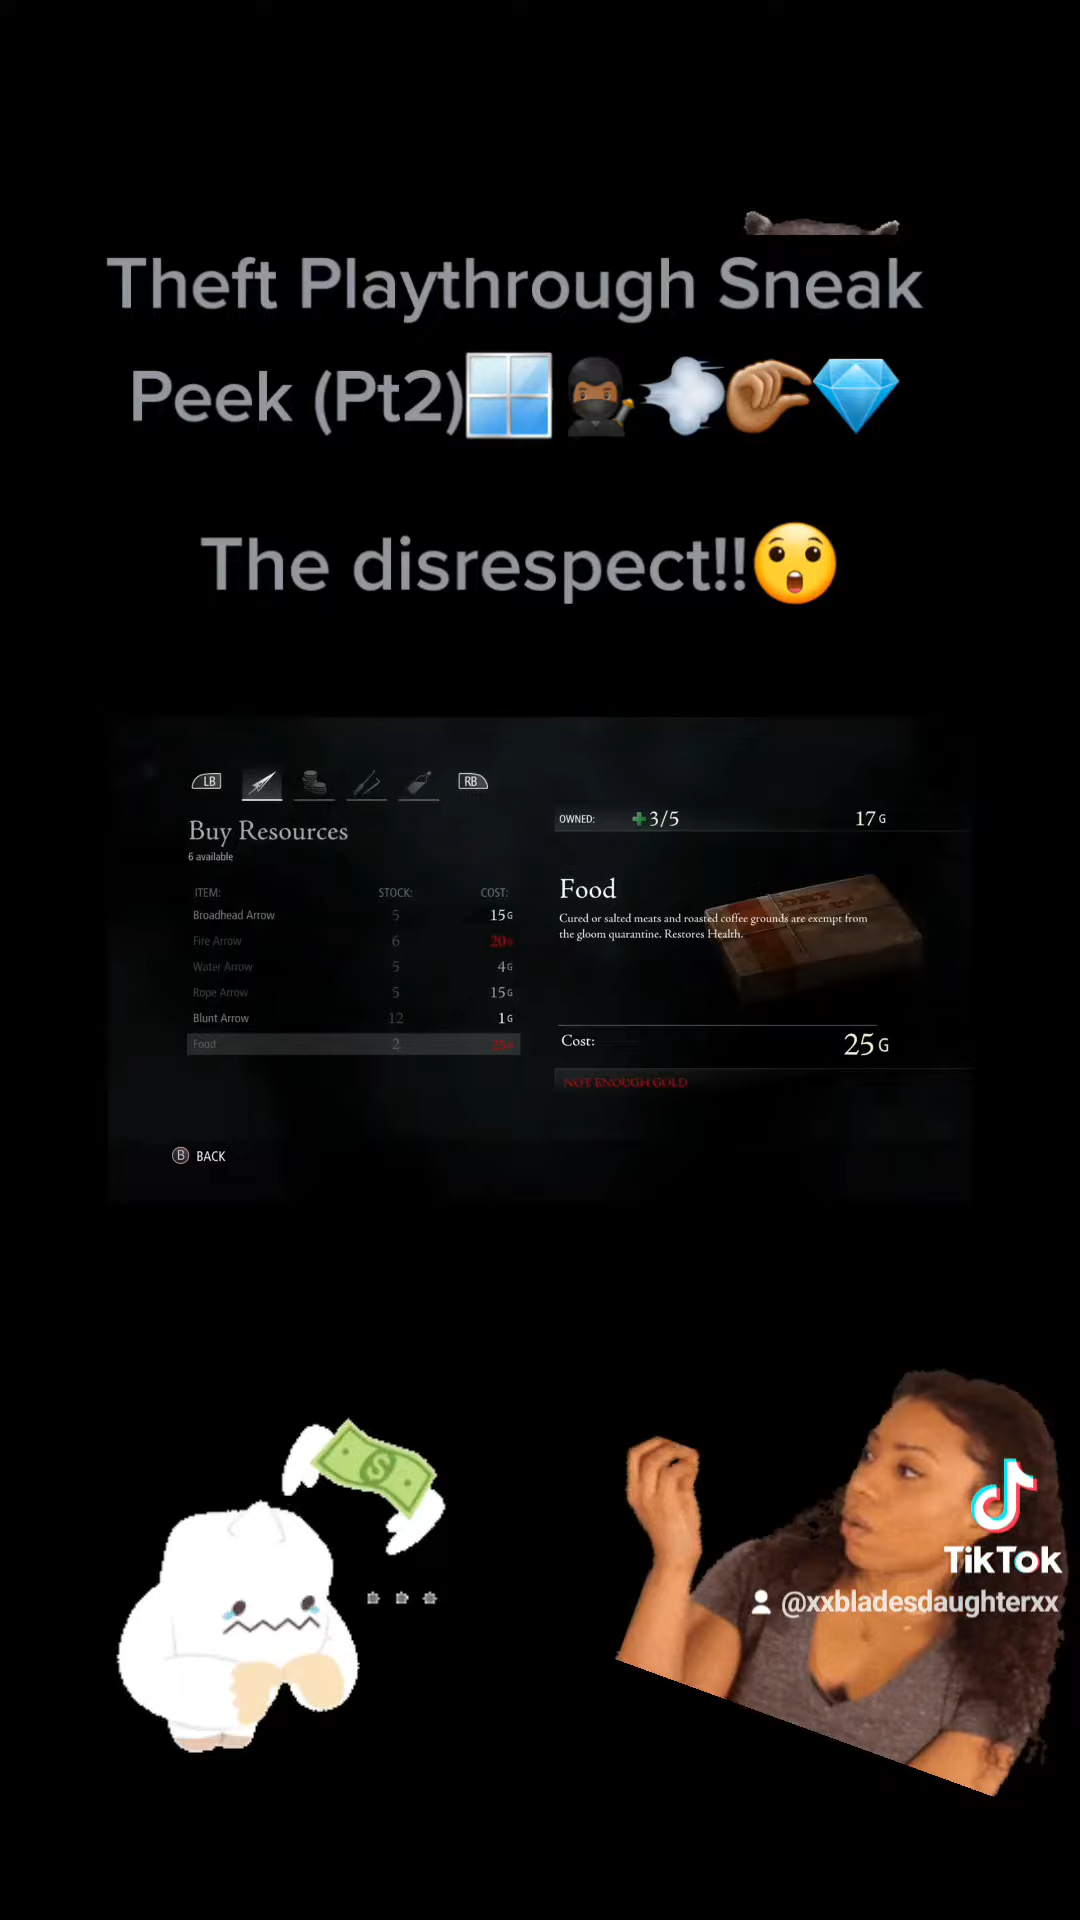 Theft Playthrough Sneak
Peek (Pt2)🪟🥷🏾💨🤏🏽💎
The disrespect!!😲
LB
RB
Buy Resources
6 available
ITEM: STOCK: COST:
Broadhead Arrow 5 15G
Fire Arrow 6 20G
Water Arrow 5 4G
Rope Arrow 5 15G
Blunt Arrow 12 1G
Food 2 25G
OWNED: 3/5 17G
Food
Cured or salted meats and roasted coffee grounds are exempt from
the gloom quarantine. Restores Health.
Cost: 25G
NOT ENOUGH GOLD
B BACK
$
TikTok
@xxbladesdaughterxx